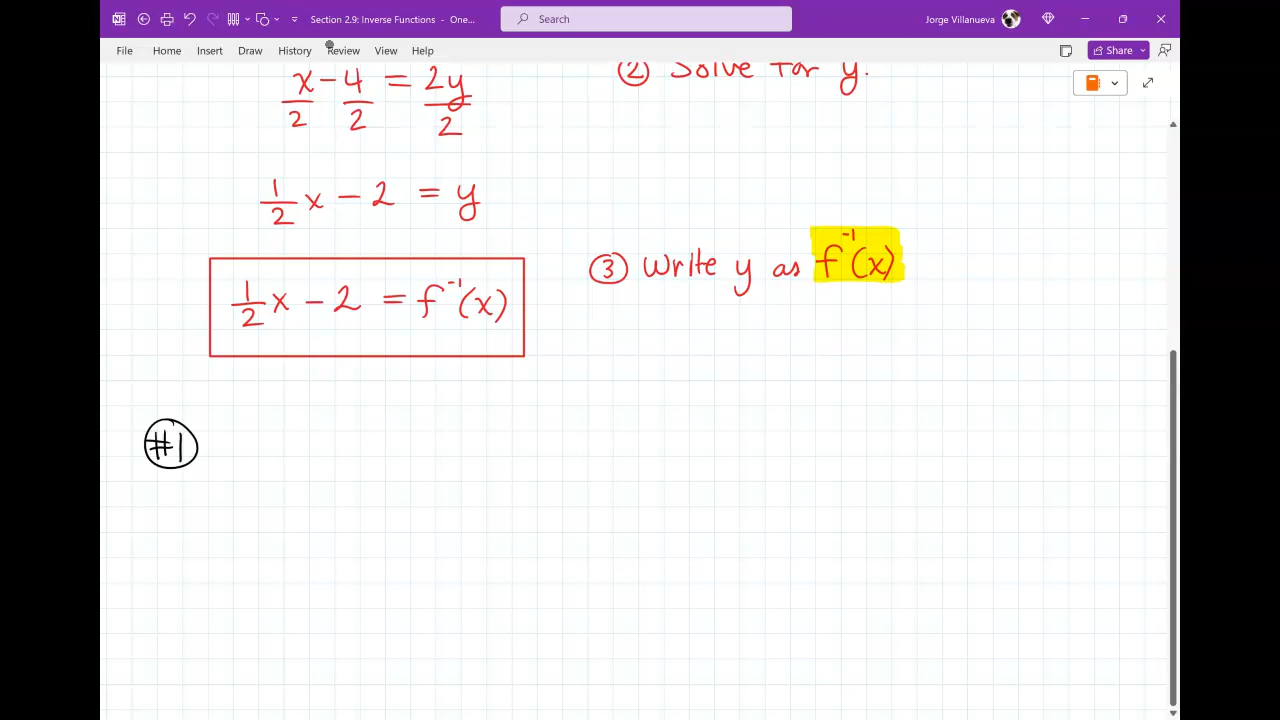 Section 2.9: Inverse Functions - One...
Search
Jorge Villanueva
File Home Insert Draw History Review View Help
Share
x - 4 = 2y
2 2 2
② Solve for y.
1/2 x - 2 = y
③ Write y as f⁻¹(x)
1/2 x - 2 = f⁻¹(x)
#1